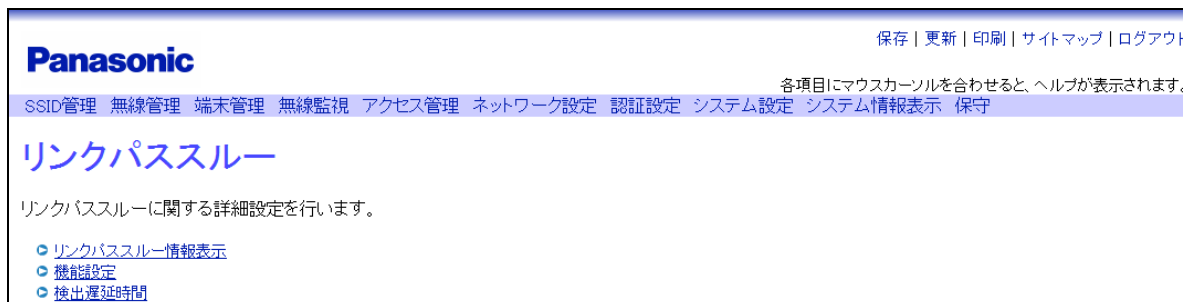 保存 | 更新 | 印刷 | サイトマップ | ログアウト
Panasonic
各項目にマウスカーソルを合わせると、ヘルプが表示されます。
SSID管理 無線管理 端末管理 無線監視 アクセス管理 ネットワーク設定 認証設定 システム設定 システム情報表示 保守
リンクパススルー
リンクパススルーに関する詳細設定を行います。
リンクパススルー情報表示
機能設定
検出遅延時間